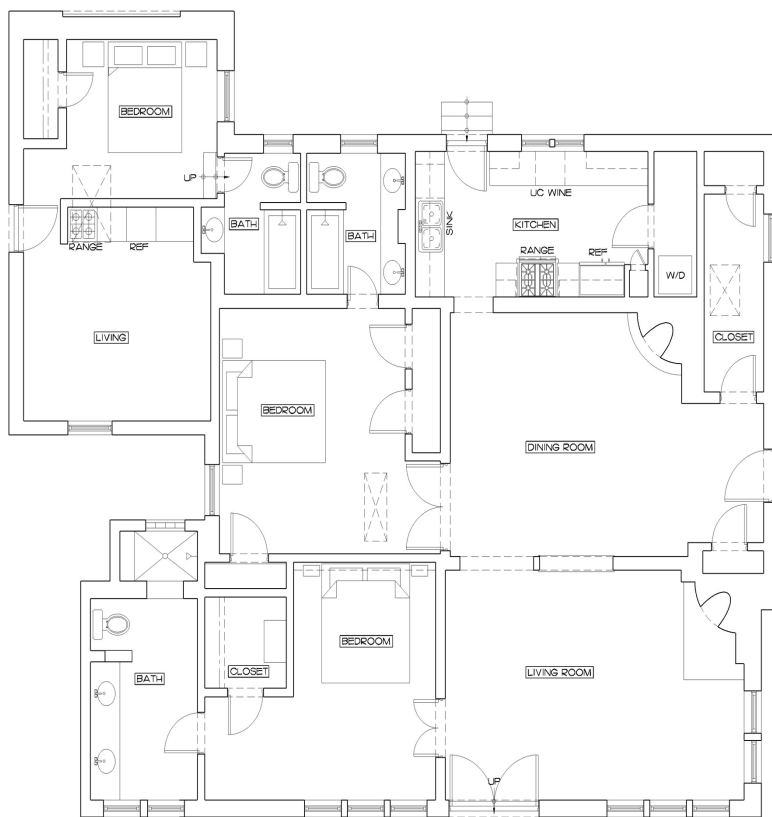 BEDROOM
UP
UC WINE
SINK
KITCHEN
BATH
BATH
RANGE
REF
RANGE
REF
W/D
LIVING
CLOSET
BEDROOM
DINING ROOM
BEDROOM
CLOSET
BATH
LIVING ROOM
UP